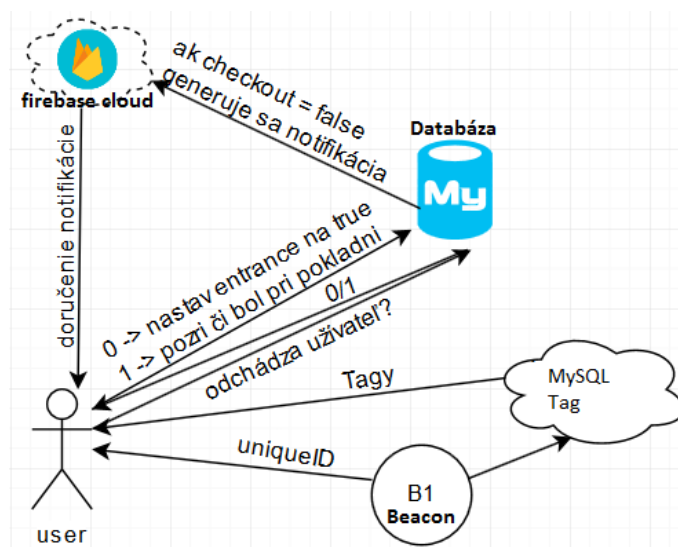 firebase cloud
ak checkout = false
generuje sa notifikácia
Databáza
My
doručenie notifikácie
0 -> nastav entrance na true
1 -> pozri či bol pri pokladni
0/1
odchádza užívateľ?
Tagy
MySQL
Tag
uniqueID
B1
Beacon
user